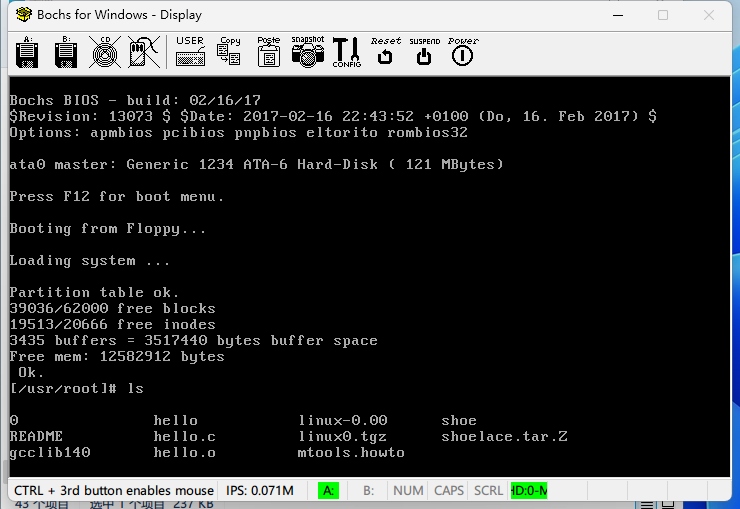 Bochs for Windows - Display
A: B: CD USER Copy Paste snapshot CONFIG Reset SUSPEND Power
Bochs BIOS - build: 02/16/17
$Revision: 13073 $ $Date: 2017-02-16 22:43:52 +0100 (Do, 16. Feb 2017) $
Options: apmbios pcibios pnpbios eltorito rombios32
ata0 master: Generic 1234 ATA-6 Hard-Disk ( 121 MBytes)
Press F12 for boot menu.
Booting from Floppy...
Loading system ...
Partition table ok.
39036/62000 free blocks
19513/20666 free inodes
3435 buffers = 3517440 bytes buffer space
Free mem: 12582912 bytes
Ok.
[/usr/root]# ls
0 hello linux-0.00 shoe
README hello.c linux0.tgz shoelace.tar.Z
gcclib140 hello.o mtools.howto
CTRL + 3rd button enables mouse IPS: 0.071M A: B: NUM CAPS SCRL HD:0-M
43 个项目 选中 1 个项目 237 KB